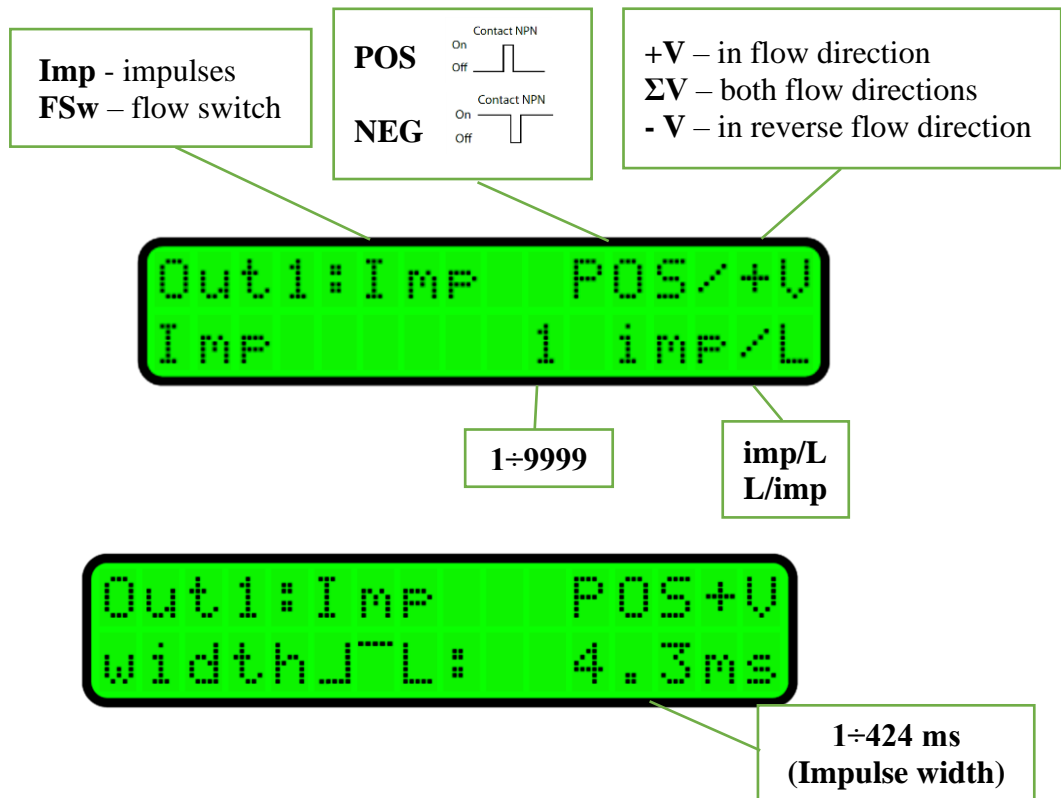 Imp - impulses
FSw – flow switch
POS
Contact NPN
On
Off
NEG
Contact NPN
On
Off
+V – in flow direction
ΣV – both flow directions
- V – in reverse flow direction
Out1:Imp POS/+V
Imp 1 imp/L
1÷9999
imp/L
L/imp
Out1:Imp POS+V
width: 4.3ms
1÷424 ms
(Impulse width)